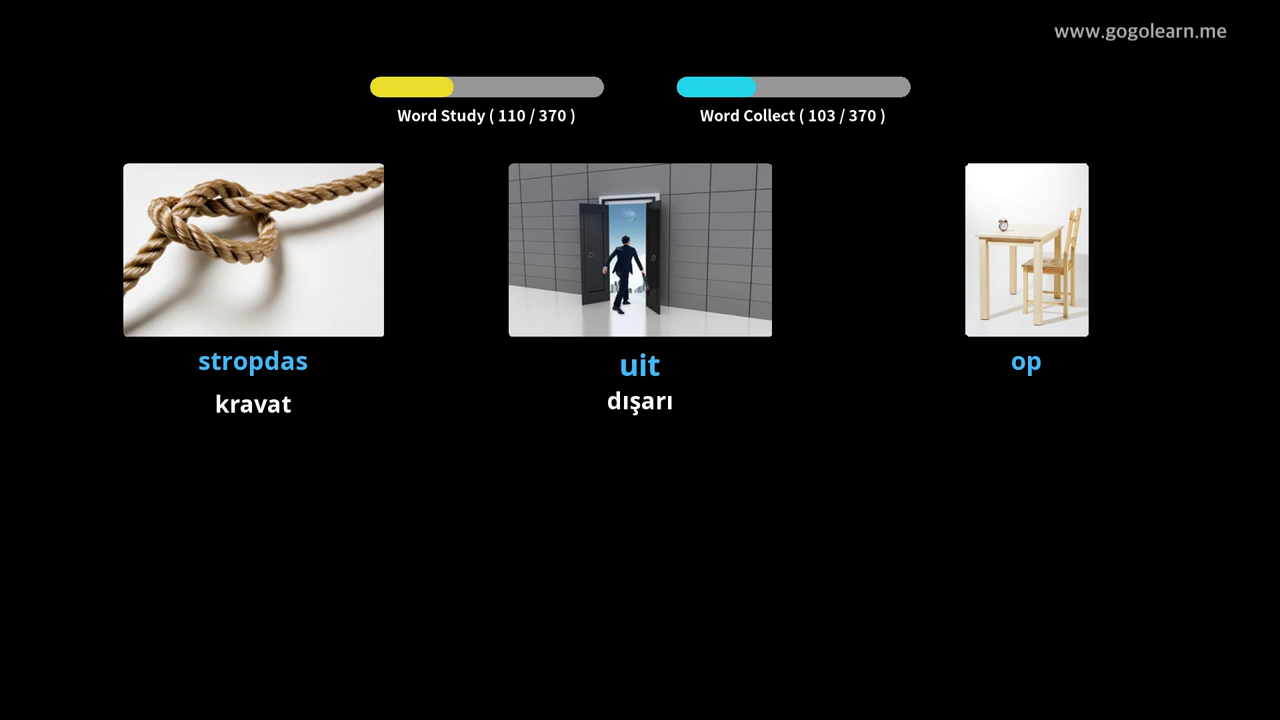 www.gogolearn.me
Word Study ( 110 / 370 )
Word Collect ( 103 / 370 )
stropdas
kravat
uit
dışarı
op